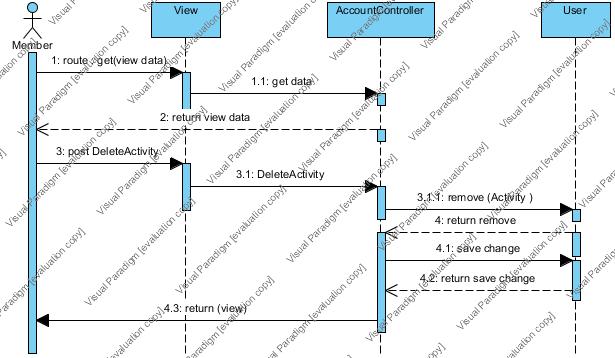 View
AccountController
User
Member
1: route : get(view data)
1.1: get data
2: return view data
3: post DeleteActivity
3.1: DeleteActivity
3.1.1: remove (Activity )
4: return remove
4.1: save change
4.2: return save change
4.3: return (view)
Visual Paradigm [evaluation copy]